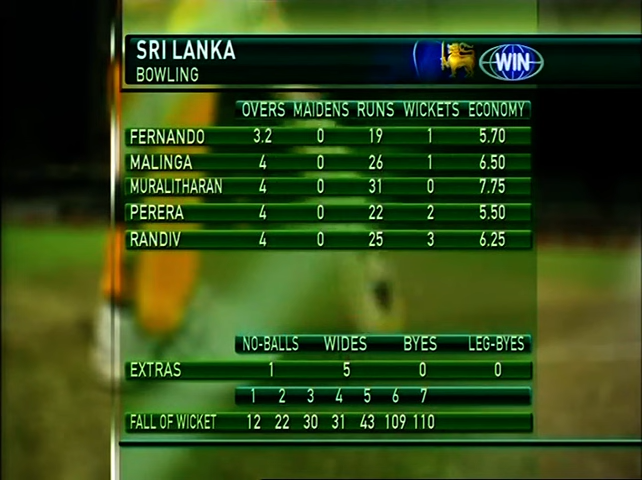 SRI LANKA
WIN
BOWLING
OVERS MAIDENS RUNS WICKETS ECONOMY
FERNANDO 3.2 0 19 1 5.70
MALINGA 4 0 26 1 6.50
MURALITHARAN 4 0 31 0 7.75
PERERA 4 0 22 2 5.50
RANDIV 4 0 25 3 6.25
NO-BALLS WIDES BYES LEG-BYES
EXTRAS 1 5 0 0
1 2 3 4 5 6 7
FALL OF WICKET 12 22 30 31 43 109 110